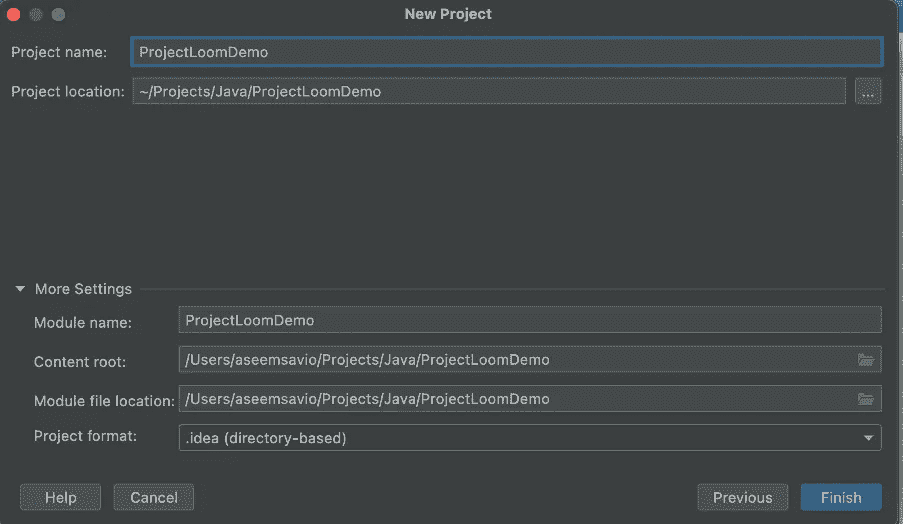 New Project
Project name: ProjectLoomDemo
Project location: ~/Projects/Java/ProjectLoomDemo ...
More Settings
Module name: ProjectLoomDemo
Content root: /Users/aseemsavio/Projects/Java/ProjectLoomDemo
Module file location: /Users/aseemsavio/Projects/Java/ProjectLoomDemo
Project format: .idea (directory-based)
Help Cancel Previous Finish